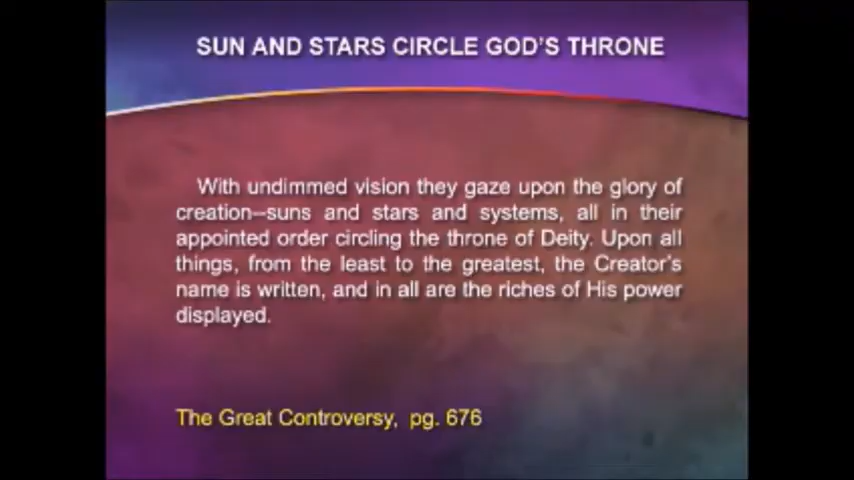 SUN AND STARS CIRCLE GOD'S THRONE
With undimmed vision they gaze upon the glory of
creation–suns and stars and systems, all in their
appointed order circling the throne of Deity. Upon all
things, from the least to the greatest, the Creator's
name is written, and in all are the riches of His power
displayed.
The Great Controversy, pg. 676